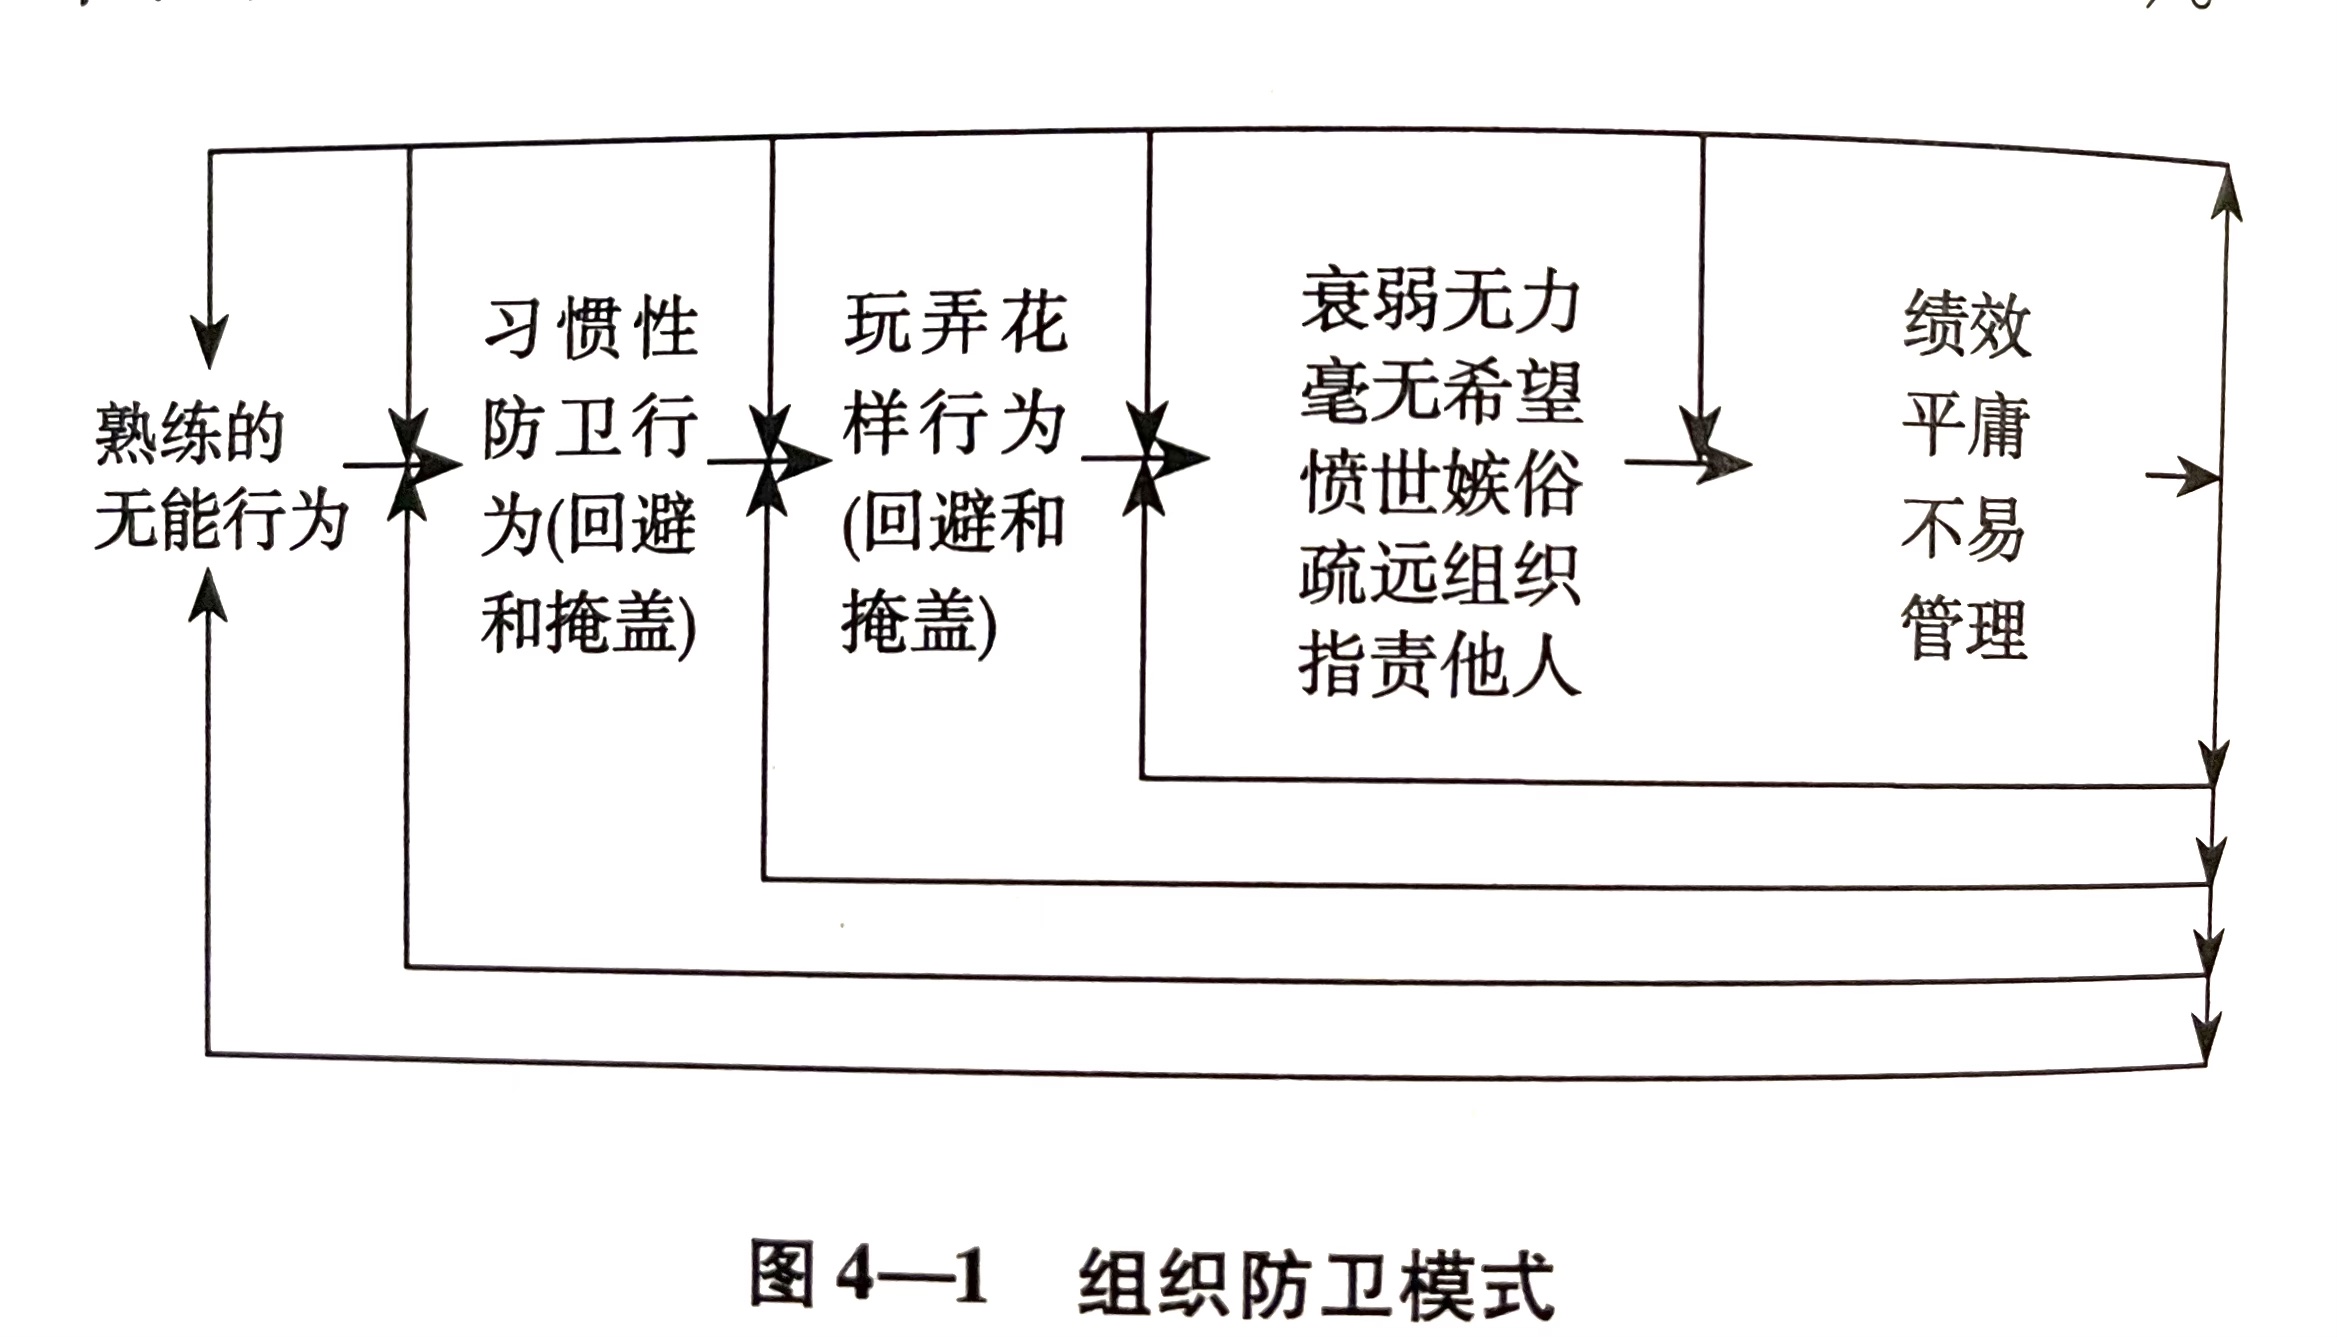 熟练的
无能行为
习惯性
防卫行
为(回避
和掩盖)
玩弄花
样行为
(回避和
掩盖)
衰弱无力
毫无希望
愤世嫉俗
疏远组织
指责他人
绩效
平庸
不易
管理
图4—1 组织防卫模式